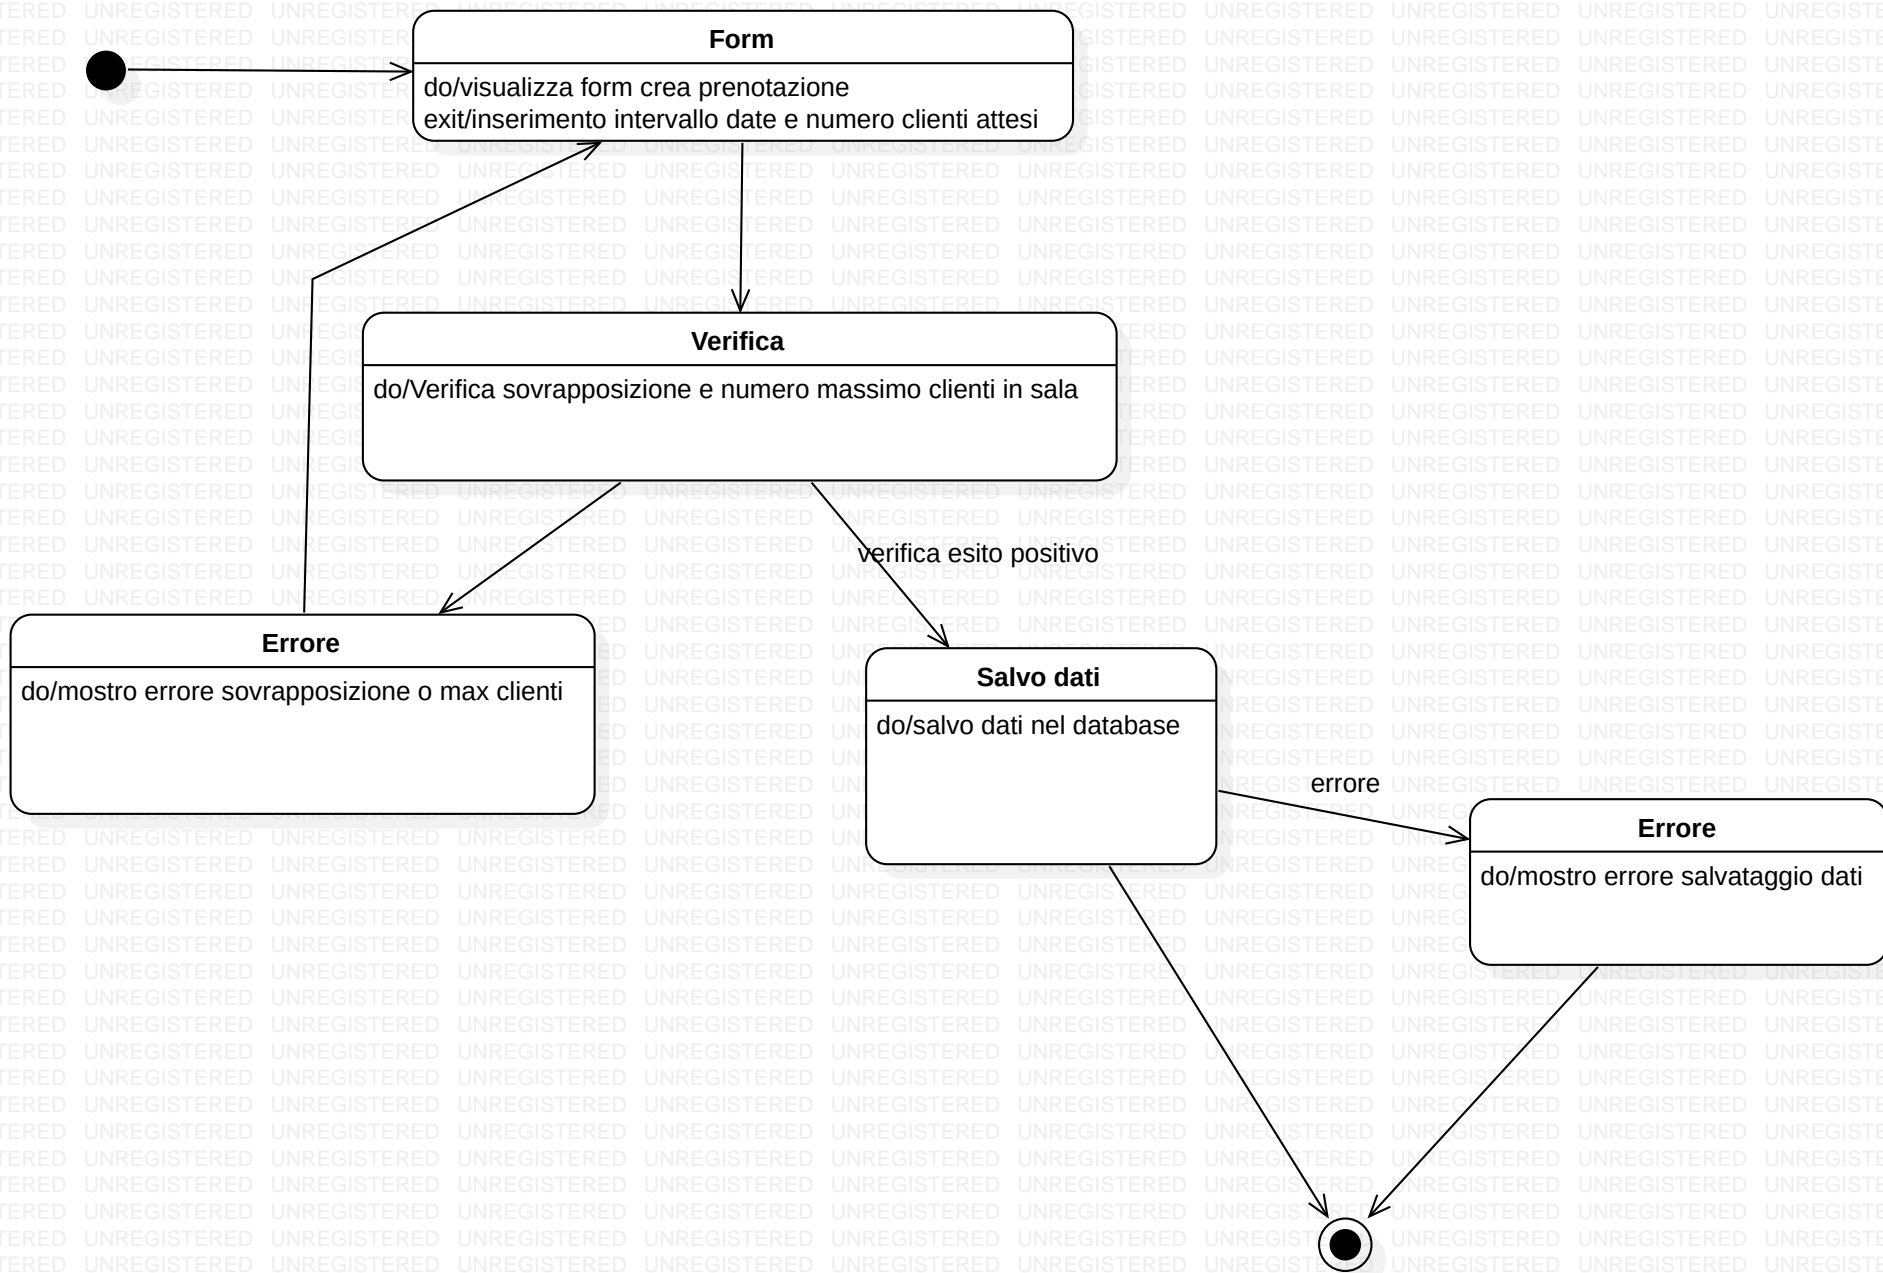 Form
do/visualizza form crea prenotazione
exit/inserimento intervallo date e numero clienti attesi
Verifica
do/Verifica sovrapposizione e numero massimo clienti in sala
verifica esito positivo
Errore
do/mostro errore sovrapposizione o max clienti
Salvo dati
do/salvo dati nel database
errore
Errore
do/mostro errore salvataggio dati
UNREGISTERED